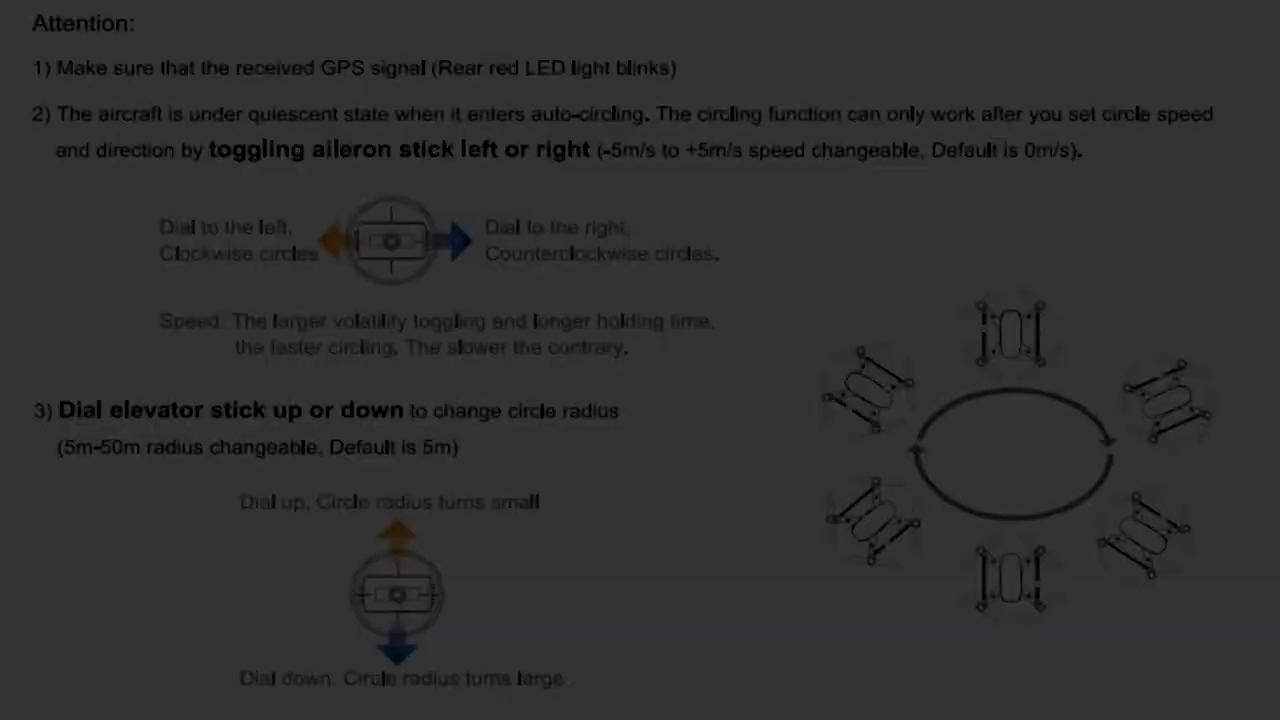 Attention:
1) Make sure that the received GPS signal (Rear red LED light blinks)
2) The aircraft is under quiescent state when it enters auto-circling. The circling function can only work after you set circle speed
and direction by toggling aileron stick left or right (-5m/s to +5m/s speed changeable, Default is 0m/s).
Dial to the left,
Clockwise circles
Dial to the right,
Counterclockwise circles.
Speed: The larger volatility toggling and longer holding time,
the faster circling. The slower the contrary.
3) Dial elevator stick up or down to change circle radius
(5m-50m radius changeable, Default is 5m)
Dial up, Circle radius turns small
Dial down, Circle radius turns large